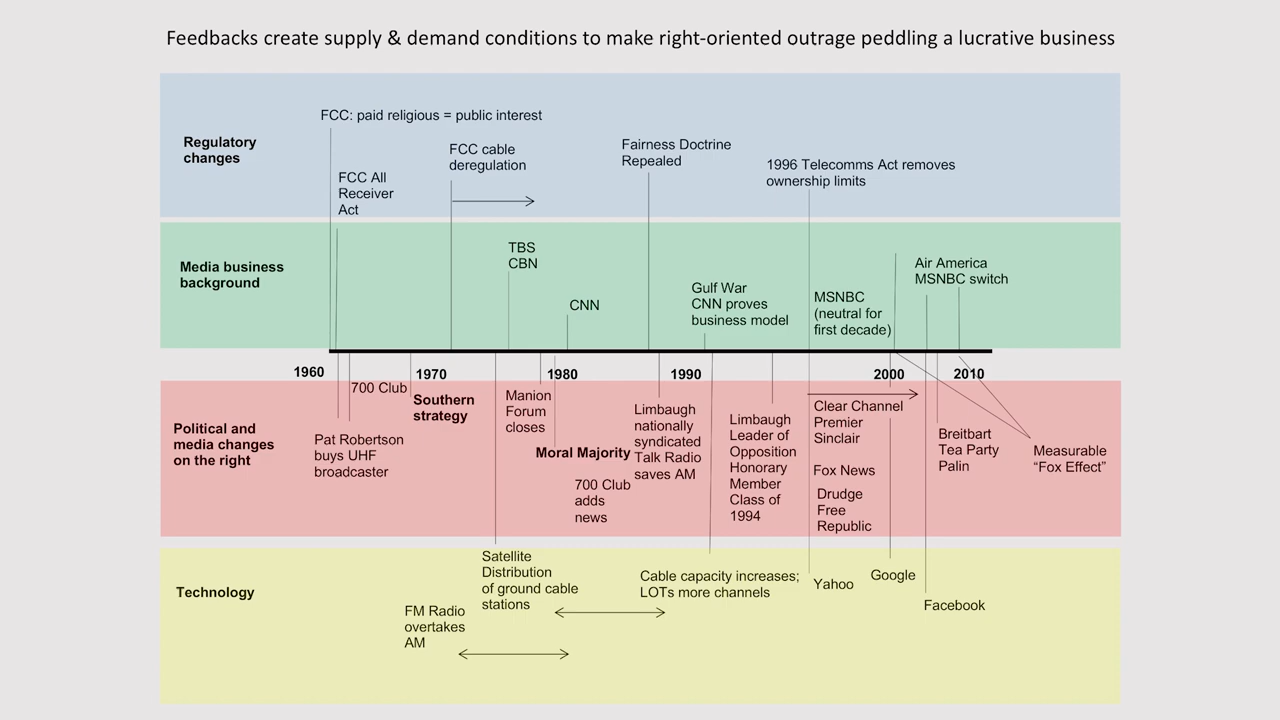 Feedbacks create supply & demand conditions to make right-oriented outrage peddling a lucrative business
Regulatory
changes
FCC: paid religious = public interest
FCC All
Receiver
Act
FCC cable
deregulation
Fairness Doctrine
Repealed
1996 Telecomms Act removes
ownership limits
Media business
background
TBS
CBN
CNN
Gulf War
CNN proves
business model
MSNBC
(neutral for
first decade)
Air America
MSNBC switch
1960
1970
1980
1990
2000
2010
Political and
media changes
on the right
Pat Robertson
buys UHF
broadcaster
700 Club
Southern
strategy
Manion
Forum
closes
Moral Majority
700 Club
adds
news
Limbaugh
nationally
syndicated
Talk Radio
saves AM
Limbaugh
Leader of
Opposition
Honorary
Member
Class of
1994
Clear Channel
Premier
Sinclair
Fox News
Drudge
Free
Republic
Breitbart
Tea Party
Palin
Measurable
“Fox Effect”
Technology
FM Radio
overtakes
AM
Satellite
Distribution
of ground cable
stations
Cable capacity increases;
LOTs more channels
Yahoo
Google
Facebook